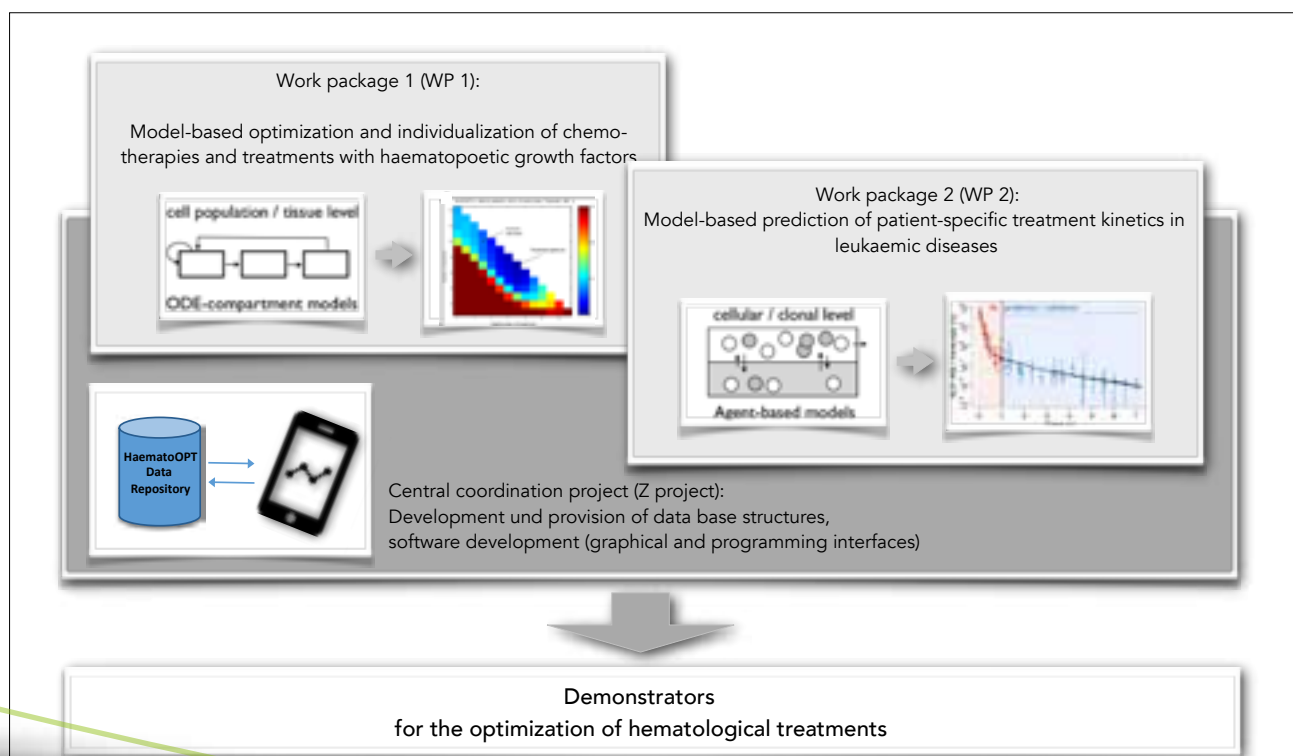 Work package 1 (WP 1):
Model-based optimization and individualization of chemo-
therapies and treatments with haematopoetic growth factors
cell population / tissue level
ODE-compartment models
Work package 2 (WP 2):
Model-based prediction of patient-specific treatment kinetics in
leukaemic diseases
cellular / clonal level
Agent-based models
HaematoOPT
Data
Repository
Central coordination project (Z project):
Development und provision of data base structures,
software development (graphical and programming interfaces)
Demonstrators
for the optimization of hematological treatments